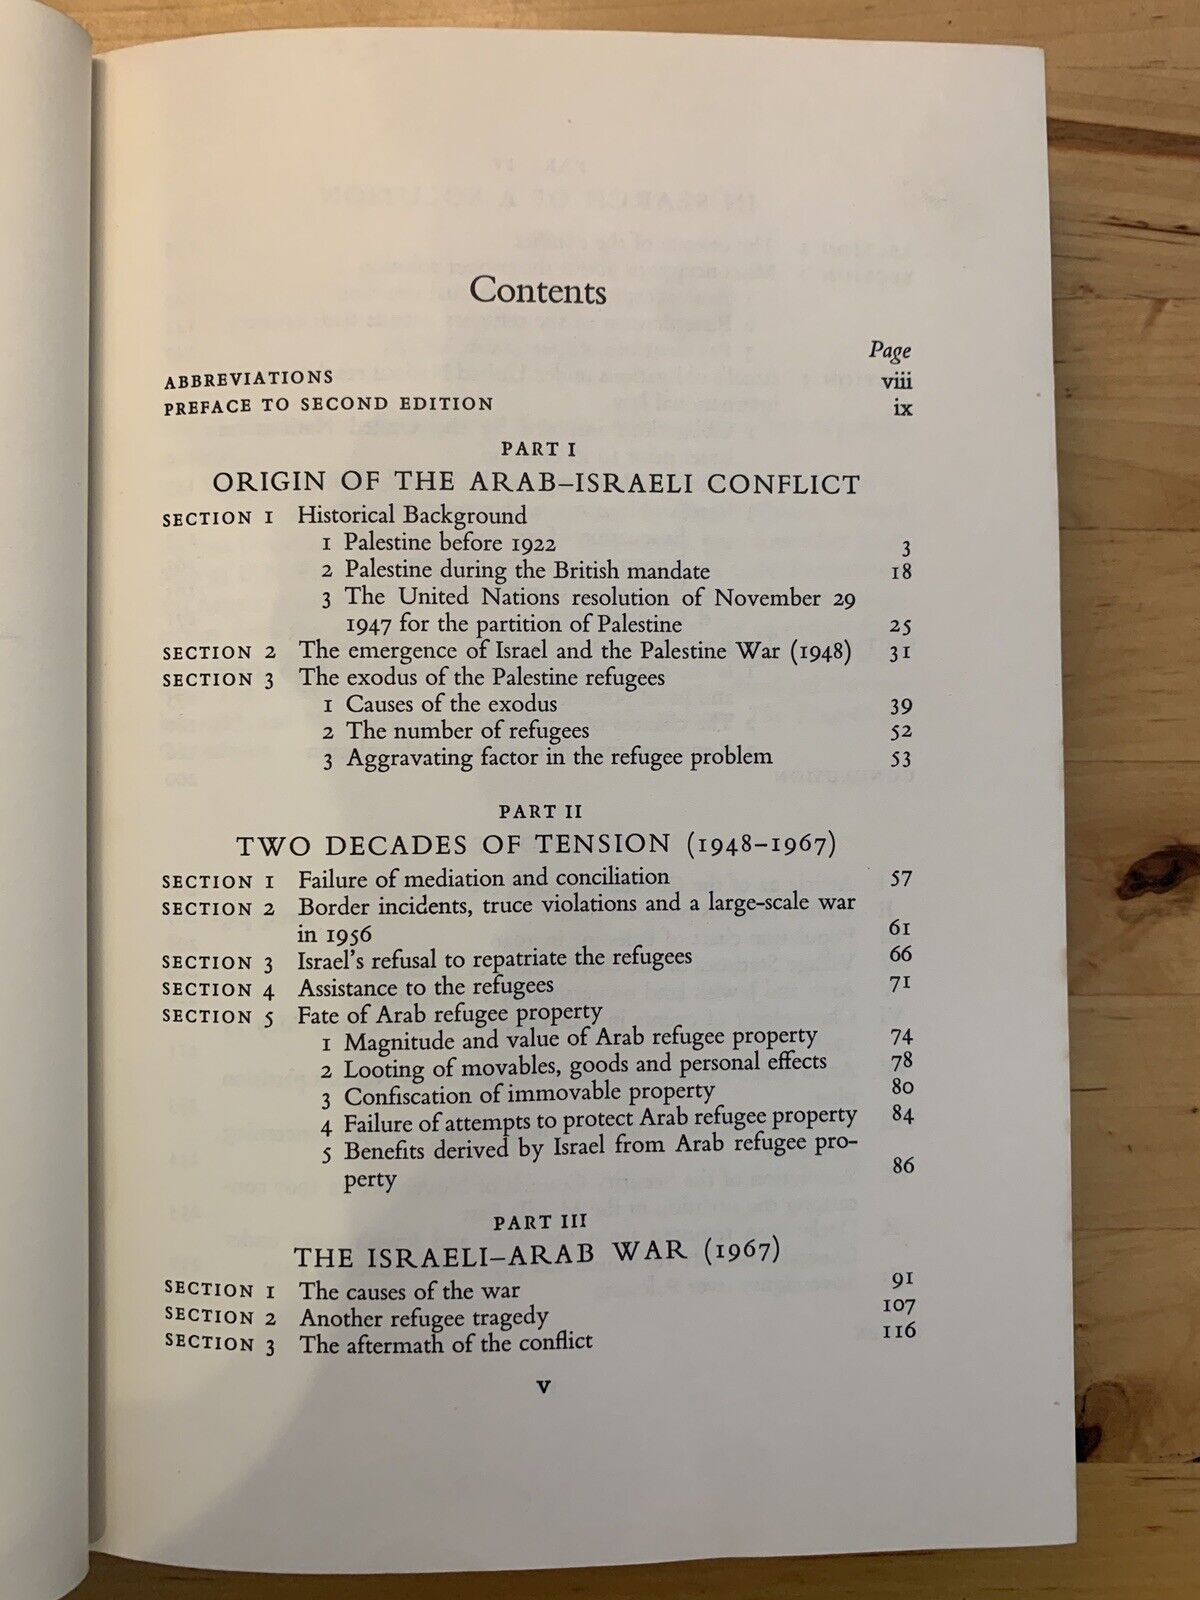 Contents
Page
ABBREVIATIONS viii
PREFACE TO SECOND EDITION ix
PART I
ORIGIN OF THE ARAB–ISRAELI CONFLICT
SECTION 1 Historical Background
1 Palestine before 1922 3
2 Palestine during the British mandate 18
3 The United Nations resolution of November 29
1947 for the partition of Palestine 25
SECTION 2 The emergence of Israel and the Palestine War (1948) 31
SECTION 3 The exodus of the Palestine refugees
1 Causes of the exodus 39
2 The number of refugees 52
3 Aggravating factor in the refugee problem 53
PART II
TWO DECADES OF TENSION (1948–1967)
SECTION 1 Failure of mediation and conciliation 57
SECTION 2 Border incidents, truce violations and a large-scale war
in 1956 61
SECTION 3 Israel's refusal to repatriate the refugees 66
SECTION 4 Assistance to the refugees 71
SECTION 5 Fate of Arab refugee property
1 Magnitude and value of Arab refugee property 74
2 Looting of movables, goods and personal effects 78
3 Confiscation of immovable property 80
4 Failure of attempts to protect Arab refugee property 84
5 Benefits derived by Israel from Arab refugee pro-
perty 86
PART III
THE ISRAELI–ARAB WAR (1967)
SECTION 1 The causes of the war 91
SECTION 2 Another refugee tragedy 107
SECTION 3 The aftermath of the conflict 116
v